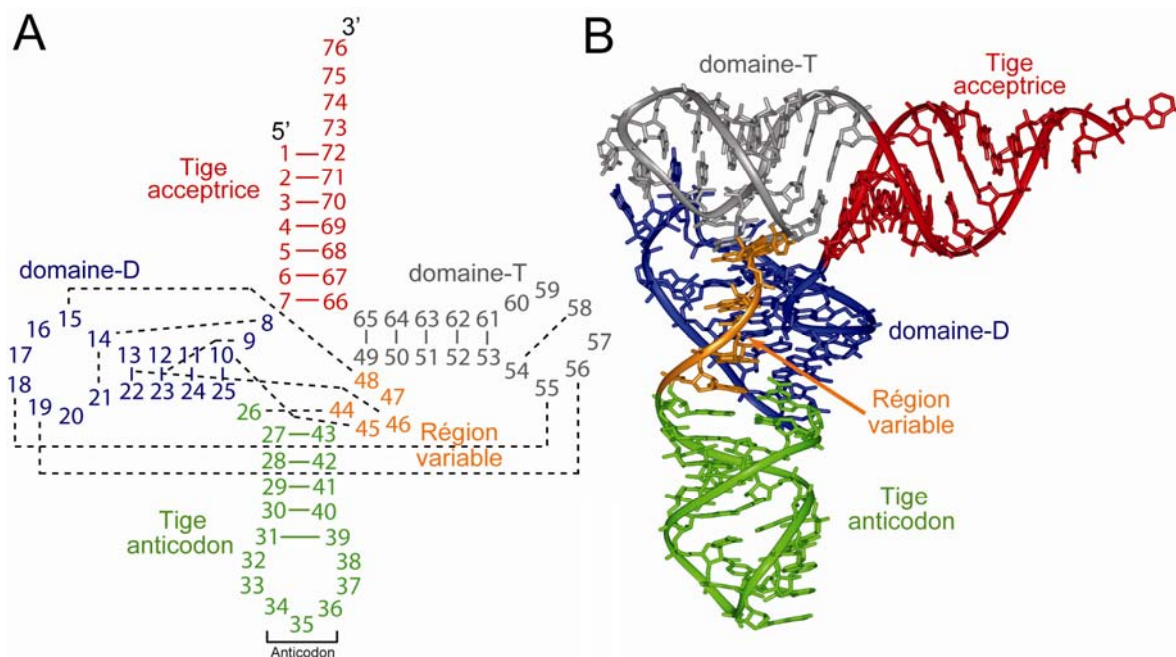 A
3'
76
75
74
73
5'
1 72
2 71
3 70
4 69
5 68
6 67
7 66
Tige
acceptrice
domaine-D
15
16
14
8
9
17
13 12 11 10
18
22 23 24 25
21
19
20
26
domaine-T
59
60
58
65 64 63 62 61
57
49 50 51 52 53
54
56
55
48
47
44
46
45
Région
variable
27 43
28 42
29 41
30 40
31 39
32 38
33 37
34 36
35
Tige
anticodon
Anticodon
B
domaine-T
Tige
acceptrice
domaine-D
Région
variable
Tige
anticodon